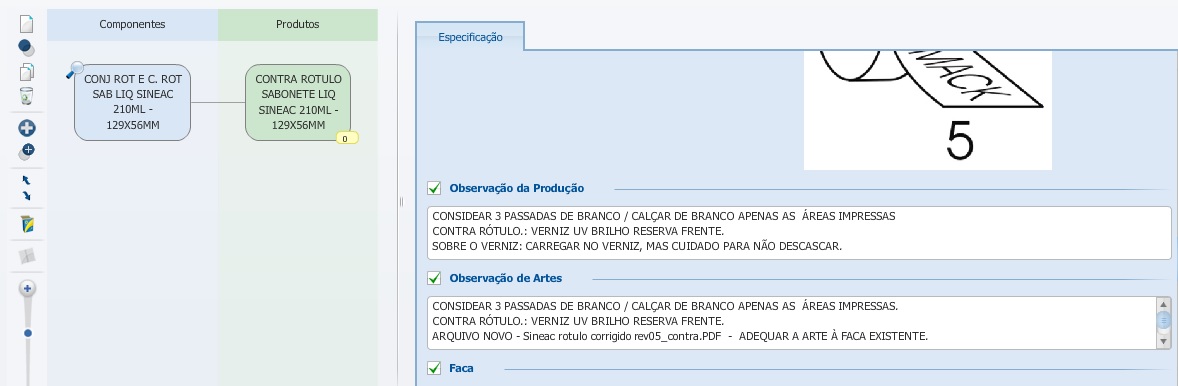 Componentes
Produtos
CONJ ROT E C. ROT
SAB LIQ SINEAC
210ML -
129X56MM
CONTRA ROTULO
SABONETE LIQ
SINEAC 210ML -
129X56MM
0
Especificação
MACK
5
Observação da Produção
CONSIDEAR 3 PASSADAS DE BRANCO / CALÇAR DE BRANCO APENAS AS ÁREAS IMPRESSAS
CONTRA RÓTULO.: VERNIZ UV BRILHO RESERVA FRENTE.
SOBRE O VERNIZ: CARREGAR NO VERNIZ, MAS CUIDADO PARA NÃO DESCASCAR.
Observação de Artes
CONSIDEAR 3 PASSADAS DE BRANCO / CALÇAR DE BRANCO APENAS AS ÁREAS IMPRESSAS.
CONTRA RÓTULO.: VERNIZ UV BRILHO RESERVA FRENTE.
ARQUIVO NOVO - Sineac rotulo corrigido rev05_contra.PDF - ADEQUAR A ARTE À FACA EXISTENTE.
Faca